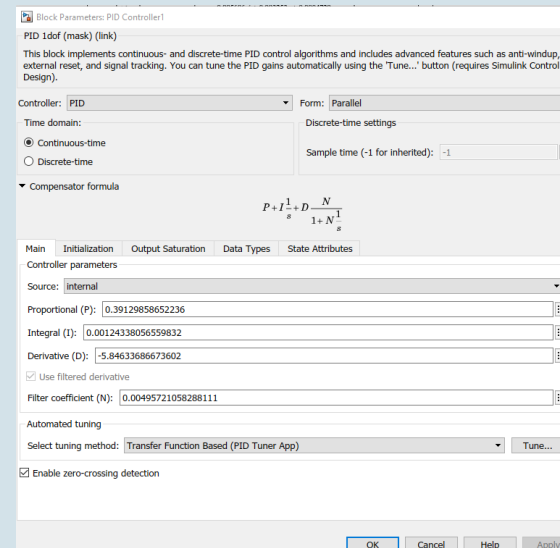 Block Parameters: PID Controller1
PID 1dof (mask) (link)
This block implements continuous- and discrete-time PID control algorithms and includes advanced features such as anti-windup,
external reset, and signal tracking. You can tune the PID gains automatically using the 'Tune...' button (requires Simulink Control
Design).
Controller: PID Form: Parallel
Time domain: Discrete-time settings
Continuous-time
Sample time (-1 for inherited): -1
Discrete-time
Compensator formula
P + I 1/s + D N/(1 + N 1/s)
Main Initialization Output Saturation Data Types State Attributes
Controller parameters
Source: internal
Proportional (P): 0.39129858652236
Integral (I): 0.00124338056559832
Derivative (D): -5.84633686673602
Use filtered derivative
Filter coefficient (N): 0.00495721058288111
Automated tuning
Select tuning method: Transfer Function Based (PID Tuner App) Tune...
Enable zero-crossing detection
OK Cancel Help Apply